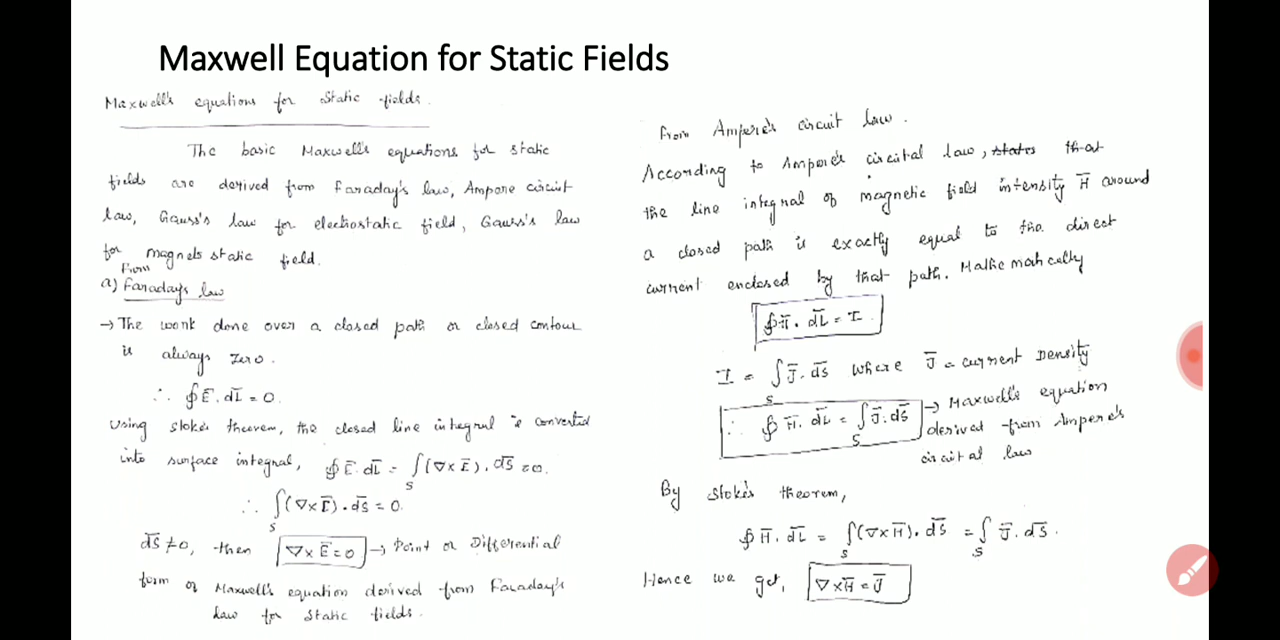 Maxwell Equation for Static Fields
Maxwell's equations for static fields.
The basic Maxwell's equations for static
fields are derived from Faraday's law, Ampere circuit
law, Gauss's law for electrostatic field, Gauss's law
for magneto static field.
From
a) Faraday's law
→ The work done over a closed path or closed contour
is always zero.
∴ ∮ E̅. dL̅ = 0.
Using Stoke's theorem, the closed line integral is converted
into surface integral, ∮ E̅. dL̅ = ∫(∇×E̅). dS̅ =0.
S
∴ ∫(∇×E̅). dS̅ = 0.
S
dS̅ ≠0, then ∇×E̅=0 → Point or Differential
form of Maxwell's equation derived from Faraday's
Law for static fields.
From Ampere's circuit law.
According to Ampere's circuital law, states that
the line integral of magnetic field intensity H̅ around
a closed path is exactly equal to the direct
current enclosed by that path. Mathematically
∮H̅. dL̅ = I.
I = ∫ J̅. dS̅ where J̅ = current Density
S
∴ ∮ H̅. dL̅ = ∫ J̅. dS̅ → Maxwell's equation
S
derived from Ampere's
circuital law
By Stoke's theorem,
∮ H̅. dL̅ = ∫(∇×H̅). dS̅ = ∫ J̅. dS̅.
S S
Hence we get, ∇×H̅ = J̅